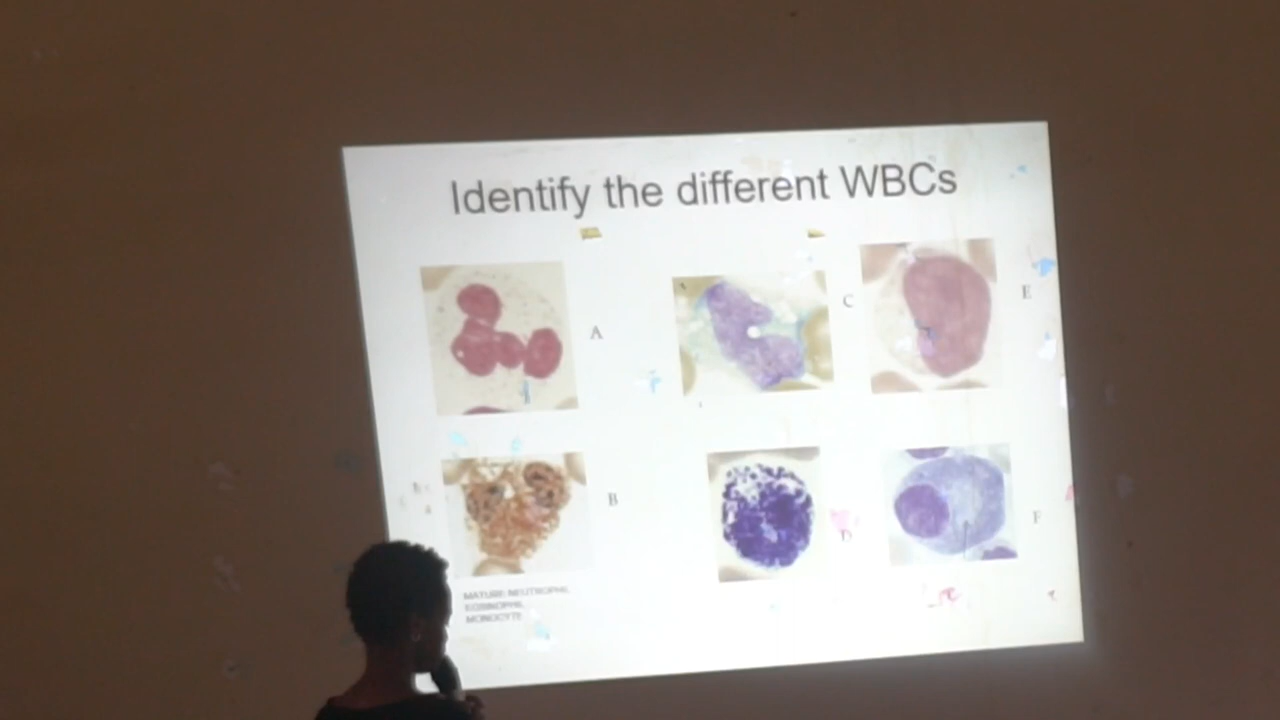 Identify the different WBCs
A
C
E
B
D
F
MATURE NEUTROPHIL
EOSINOPHIL
MONOCYTE